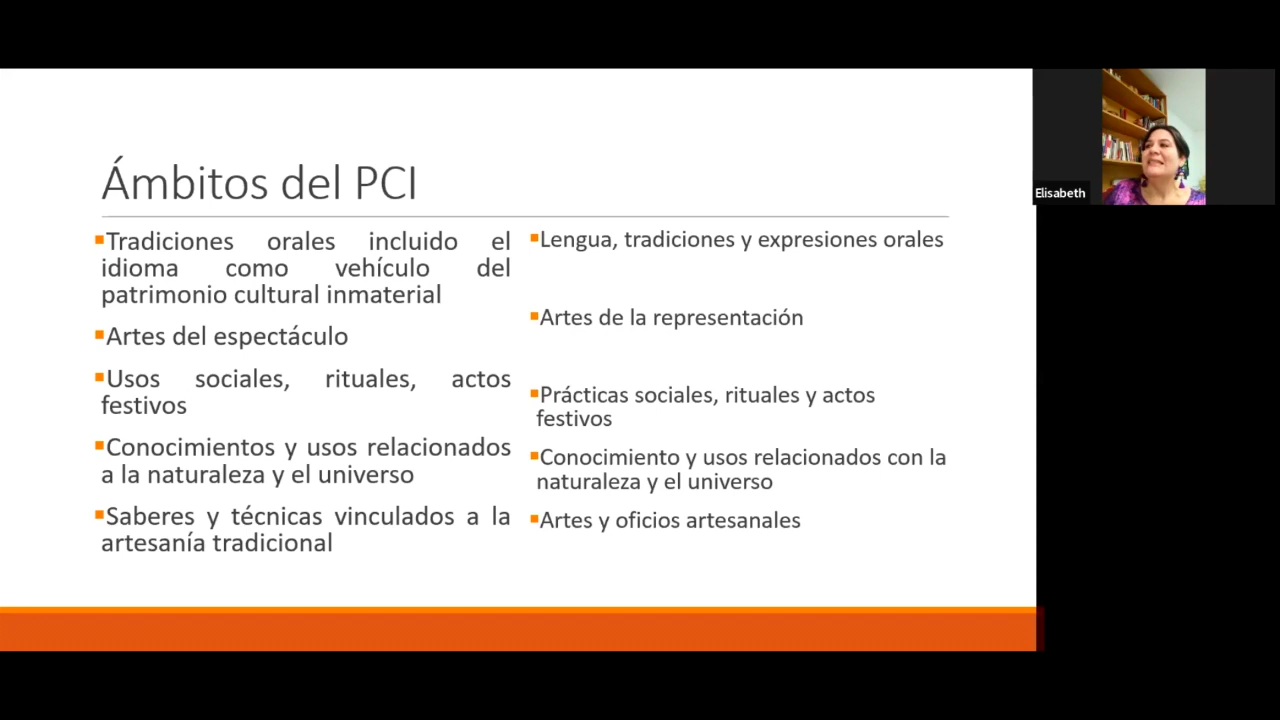 Ámbitos del PCI
▪Tradiciones orales incluido el
idioma como vehículo del
patrimonio cultural inmaterial
▪Artes del espectáculo
▪Usos sociales, rituales, actos
festivos
▪Conocimientos y usos relacionados
a la naturaleza y el universo
▪Saberes y técnicas vinculados a la
artesanía tradicional
▪Lengua, tradiciones y expresiones orales
▪Artes de la representación
▪Prácticas sociales, rituales y actos
festivos
▪Conocimiento y usos relacionados con la
naturaleza y el universo
▪Artes y oficios artesanales
Elisabeth